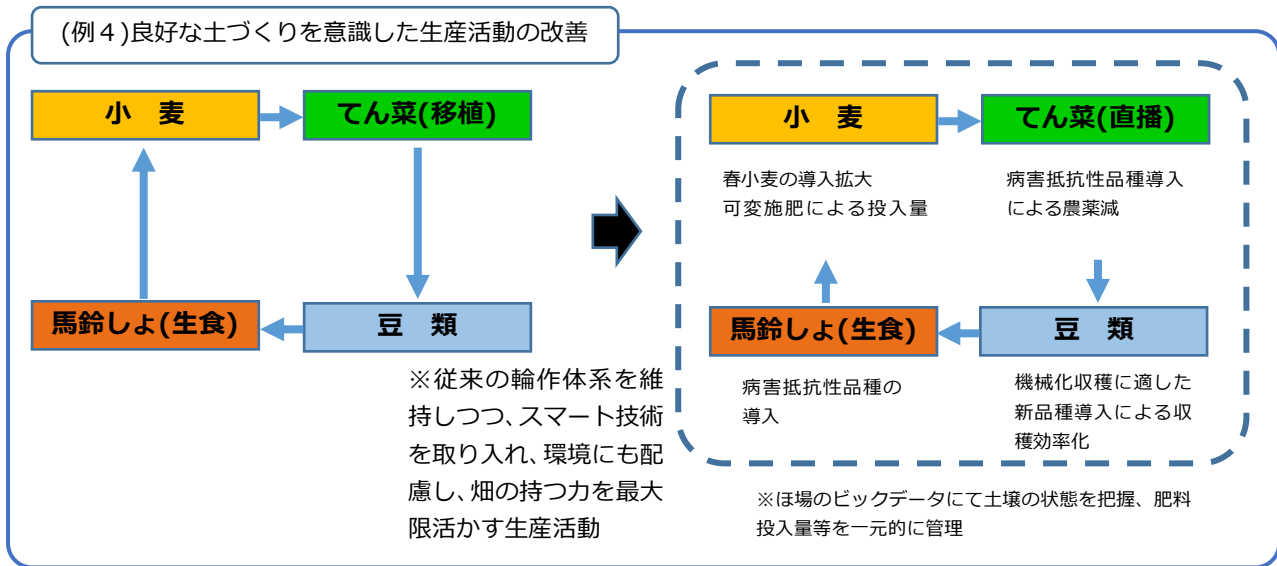 (例４)良好な土づくりを意識した生産活動の改善
小　麦
てん菜(移植)
馬鈴しょ(生食)
豆　類
※従来の輪作体系を維
持しつつ、スマート技術
を取り入れ、環境にも配
慮し、畑の持つ力を最大
限活かす生産活動
小　麦
てん菜(直播)
春小麦の導入拡大
可変施肥による投入量
病害抵抗性品種導入
による農薬減
馬鈴しょ(生食)
豆　類
病害抵抗性品種の
導入
機械化収穫に適した
新品種導入による収
穫効率化
※ほ場のビックデータにて土壌の状態を把握、肥料
投入量等を一元的に管理